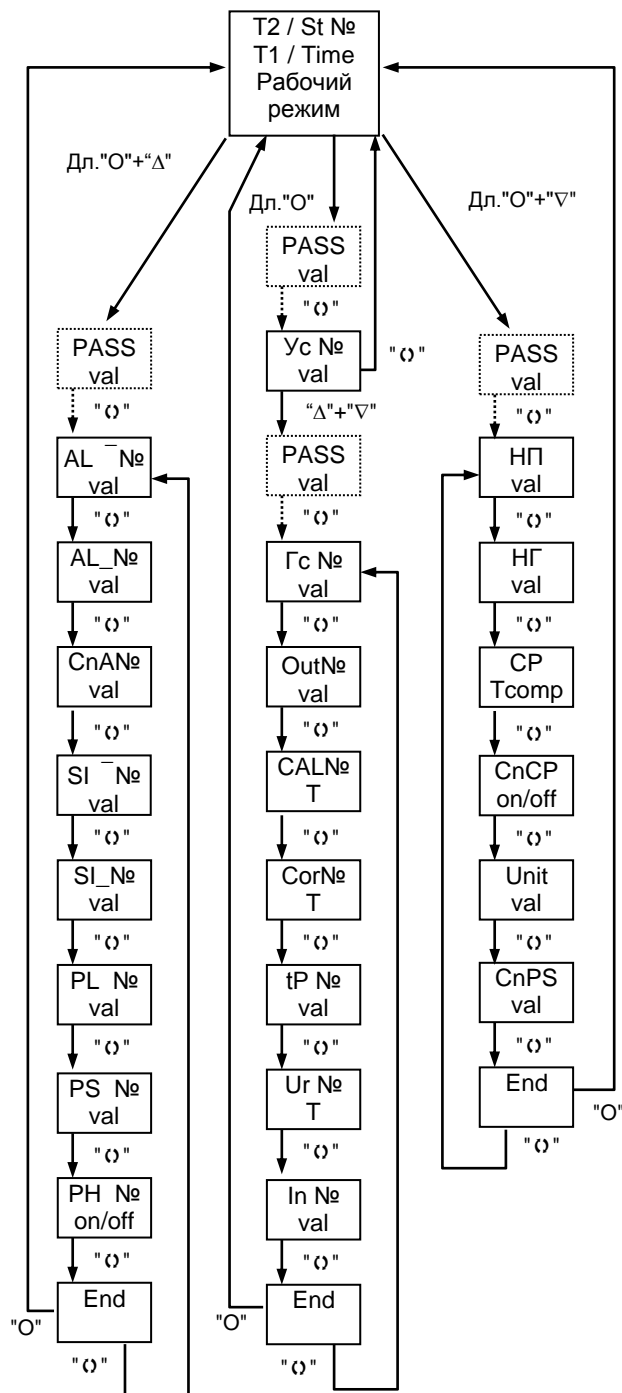 T2 / St №
T1 / Time
Рабочий
режим
Дл."О"+“Δ”
PASS
val
"()"
AL ¯№
val
"()"
AL_№
val
"()"
CnA№
val
"()"
SI ¯№
val
"()"
SI_№
val
"()"
PL №
val
"()"
PS №
val
"()"
PH №
on/off
"()"
End
"О"
"()"
Дл."О"
PASS
val
"()"
Ус №
val
"()"
“Δ”+"∇"
PASS
val
"()"
Гс №
val
"()"
Out№
val
"()"
CAL№
T
"()"
Cor№
T
"()"
tP №
val
"()"
Ur №
T
"()"
In №
val
"()"
End
"О"
"()"
Дл."О"+"∇"
PASS
val
"()"
НП
val
"()"
НГ
val
"()"
CP
Tcomp
"()"
CnCP
on/off
"()"
Unit
val
"()"
CnPS
val
"()"
End
"О"
"()"